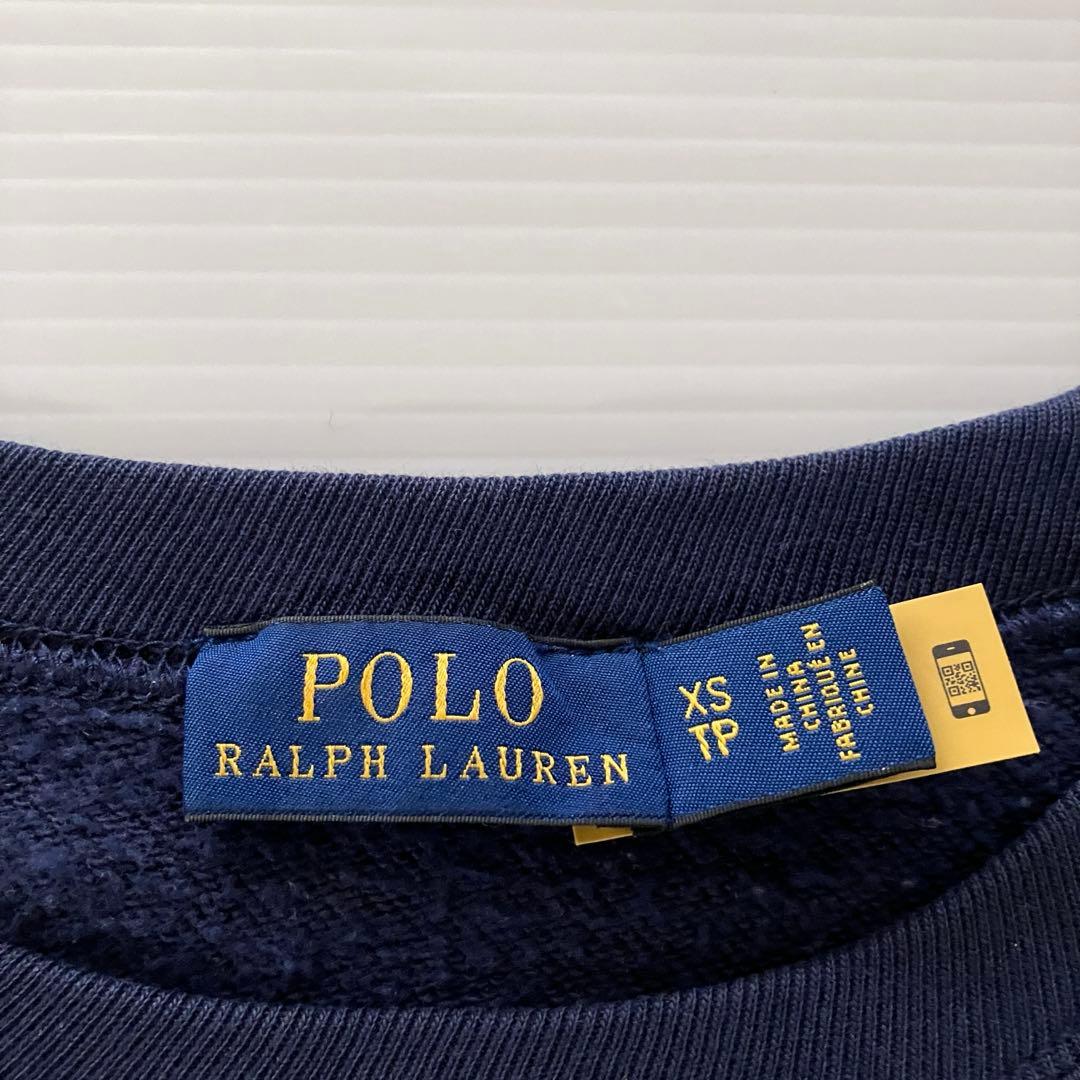 POLO
RALPH LAUREN
XS
TP
MADE IN
CHINA
FABRIQUÉ EN
CHINE